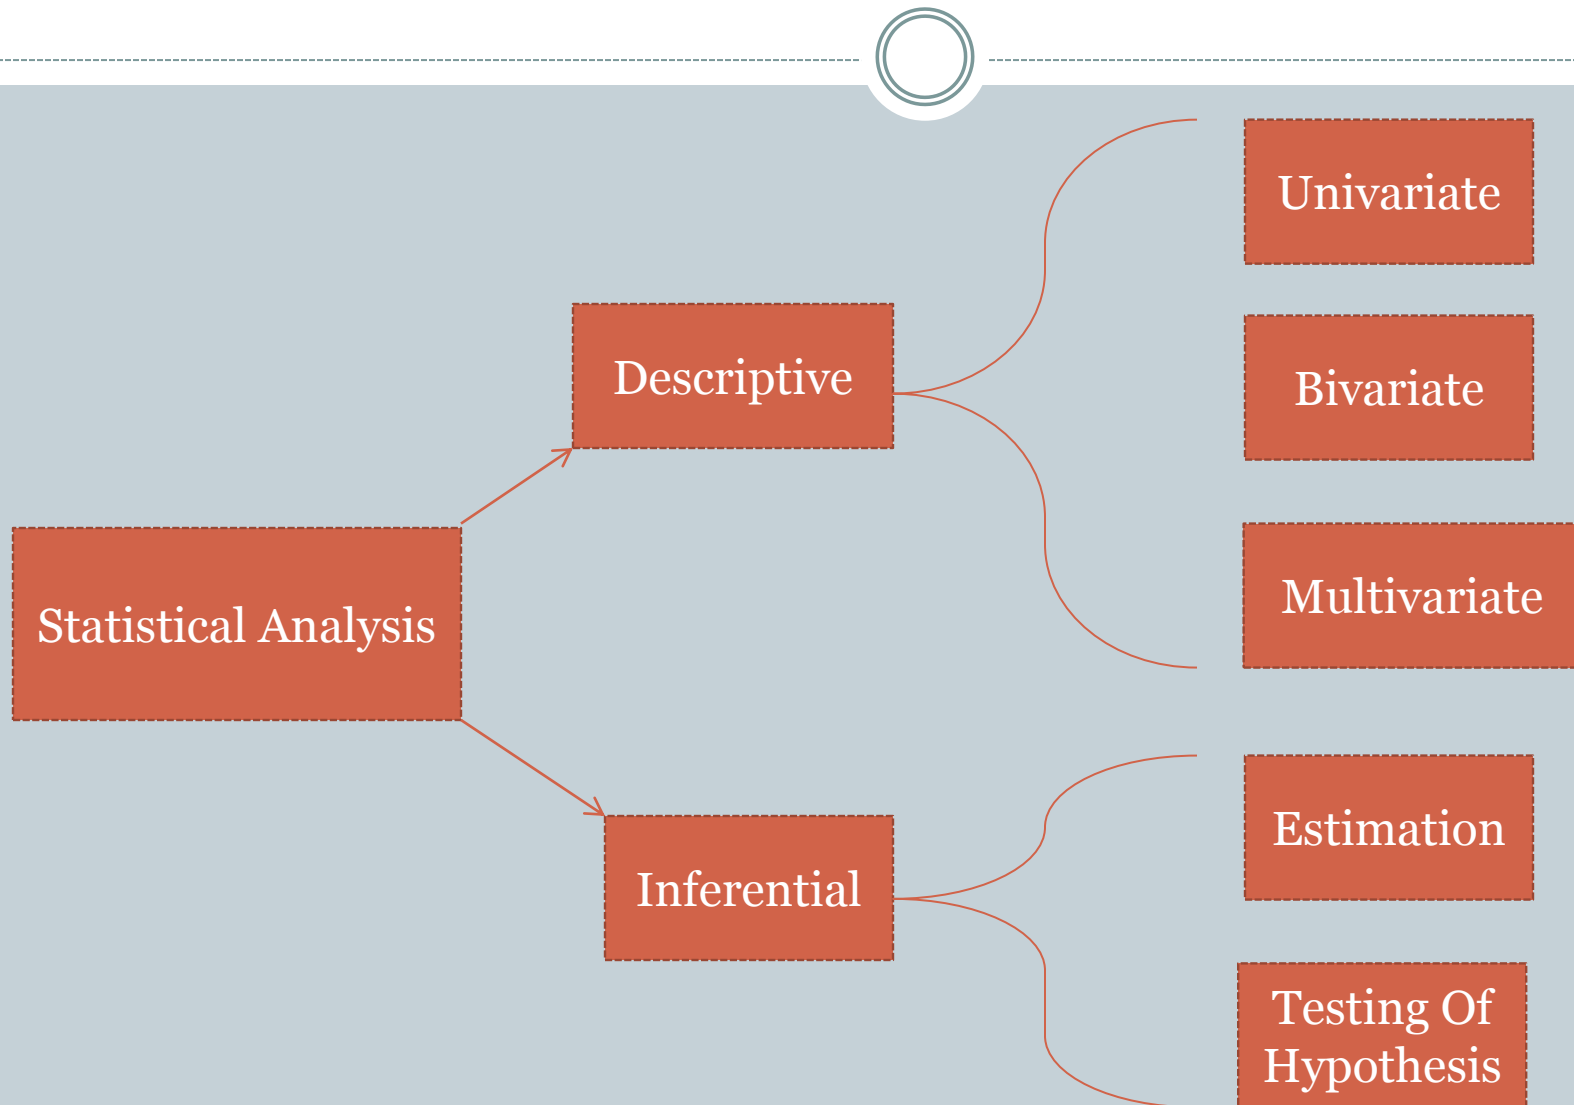 Univariate
Descriptive
Bivariate
Statistical Analysis
Multivariate
Inferential
Estimation
Testing Of
Hypothesis